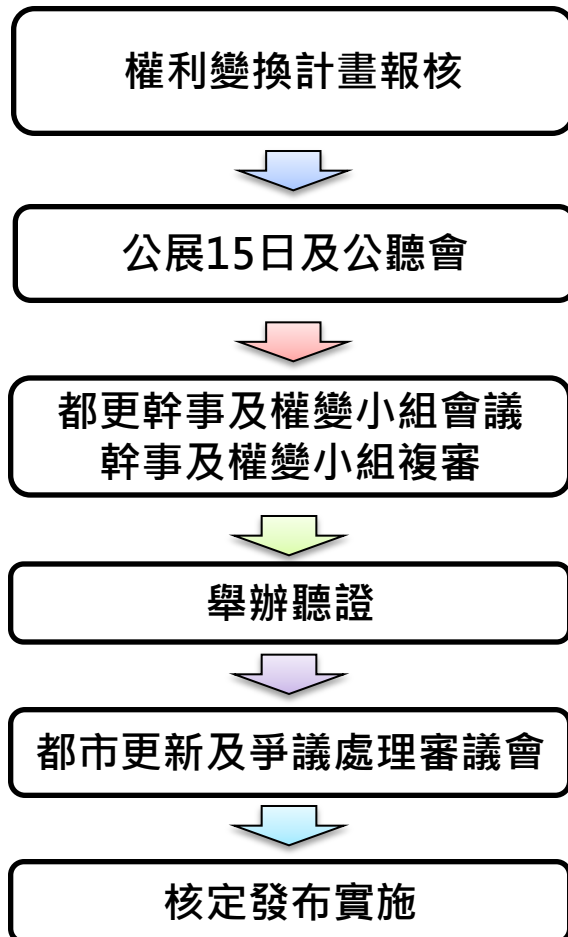 權利變換計畫報核
公展15日及公聽會
都更幹事及權變小組會議
幹事及權變小組複審
舉辦聽證
都市更新及爭議處理審議會
核定發布實施